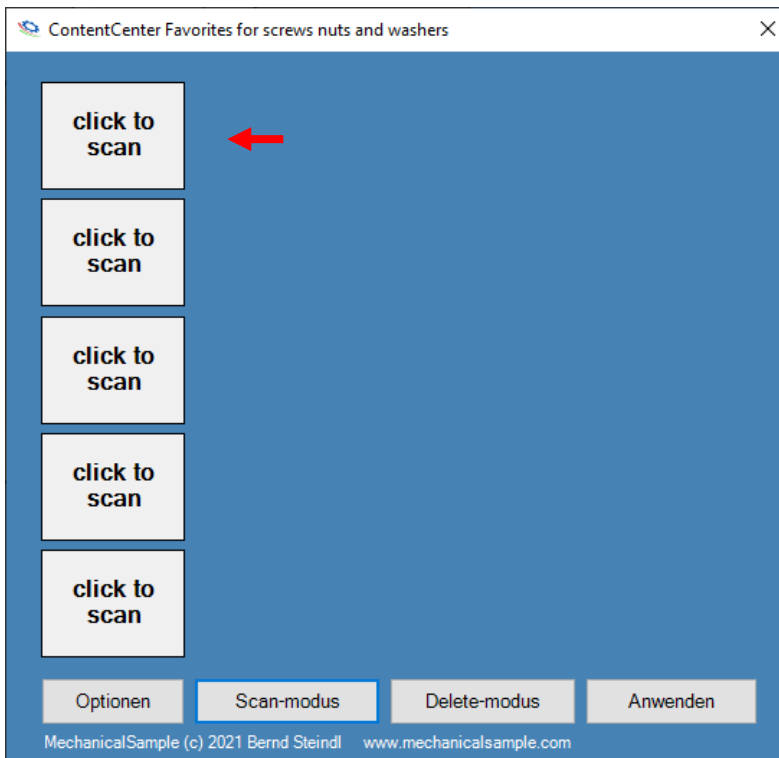 ContentCenter Favorites for screws nuts and washers
click to
scan
click to
scan
click to
scan
click to
scan
click to
scan
Optionen Scan-modus Delete-modus Anwenden
MechanicalSample (c) 2021 Bernd Steindl www.mechanicalsample.com